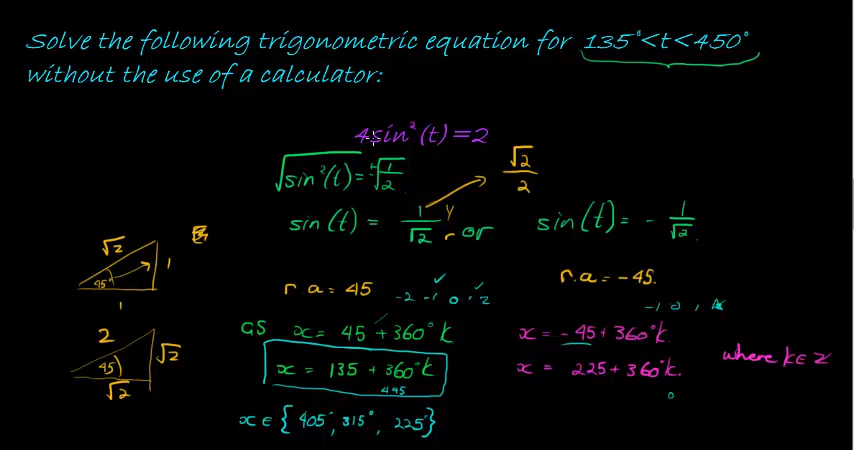 Solve the following trigonometric equation for 135°<t<450°
without the use of a calculator:
4sin²(t)=2
√sin²(t) = ±√1/2
√2/2
sin(t) = 1/√2 y r or sin(t) = - 1/√2
√2
45°
1
1
r.a = 45
-2 -1 0 1 2
r.a = -45.
-1 0 1
GS x = 45 + 360°k
x = -45 + 360°k
where k∈Z
x = 135 + 360°k
495
x = 225 + 360°k.
0
2
45
√2
√2
x ∈ {405°, 315°, 225°}